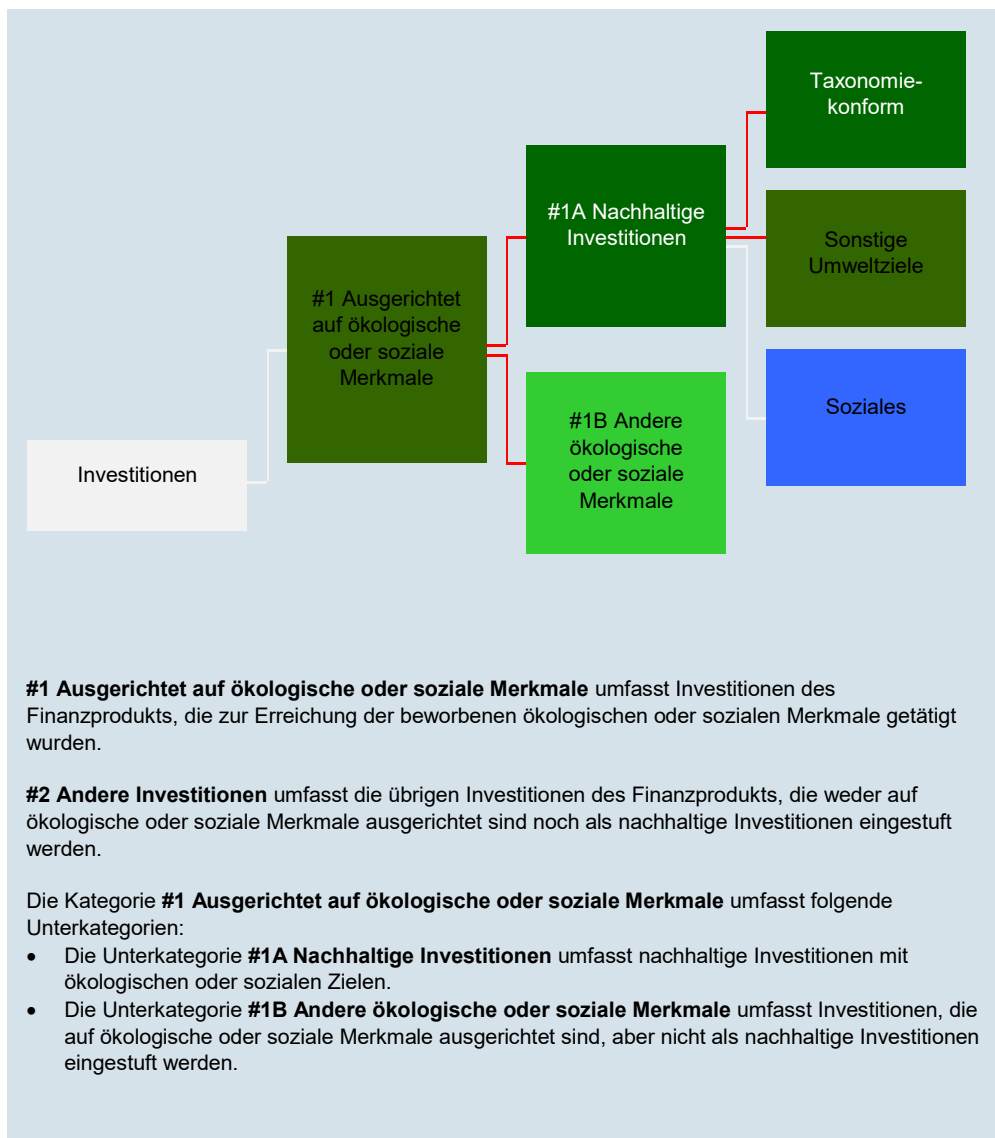 Taxonomie-
konform
#1A Nachhaltige
Investitionen
Sonstige
Umweltziele
#1 Ausgerichtet
auf ökologische
oder soziale
Merkmale
Soziales
#1B Andere
ökologische
oder soziale
Merkmale
Investitionen
#1 Ausgerichtet auf ökologische oder soziale Merkmale umfasst Investitionen des
Finanzprodukts, die zur Erreichung der beworbenen ökologischen oder sozialen Merkmale getätigt
wurden.
#2 Andere Investitionen umfasst die übrigen Investitionen des Finanzprodukts, die weder auf
ökologische oder soziale Merkmale ausgerichtet sind noch als nachhaltige Investitionen eingestuft
werden.
Die Kategorie #1 Ausgerichtet auf ökologische oder soziale Merkmale umfasst folgende
Unterkategorien:
• Die Unterkategorie #1A Nachhaltige Investitionen umfasst nachhaltige Investitionen mit
ökologischen oder sozialen Zielen.
• Die Unterkategorie #1B Andere ökologische oder soziale Merkmale umfasst Investitionen, die
auf ökologische oder soziale Merkmale ausgerichtet sind, aber nicht als nachhaltige Investitionen
eingestuft werden.